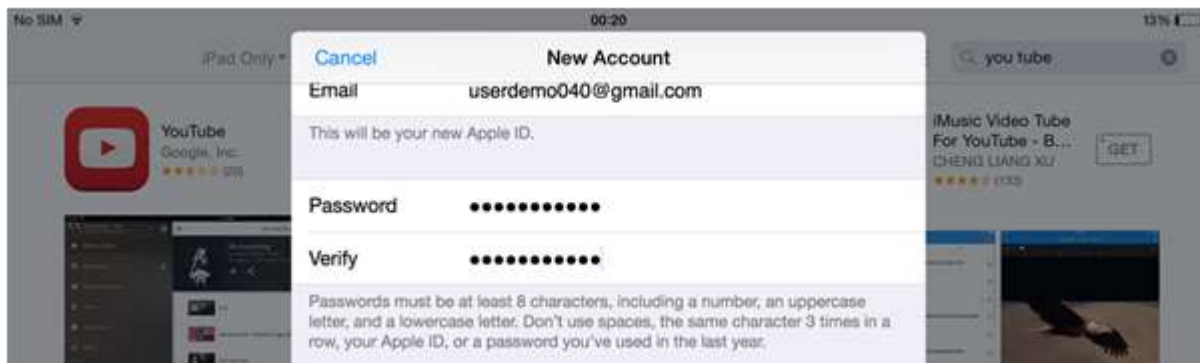 No SIM 00:20 13%
iPad Only Cancel New Account you tube
Email userdemo040@gmail.com
This will be your new Apple ID.
YouTube
Google, Inc.
(20)
iMusic Video Tube
For YouTube - B...
CHENG LIANG XU
(133)
GET
Password
Verify
Passwords must be at least 8 characters, including a number, an uppercase
letter, and a lowercase letter. Don't use spaces, the same character 3 times in a
row, your Apple ID, or a password you've used in the last year.